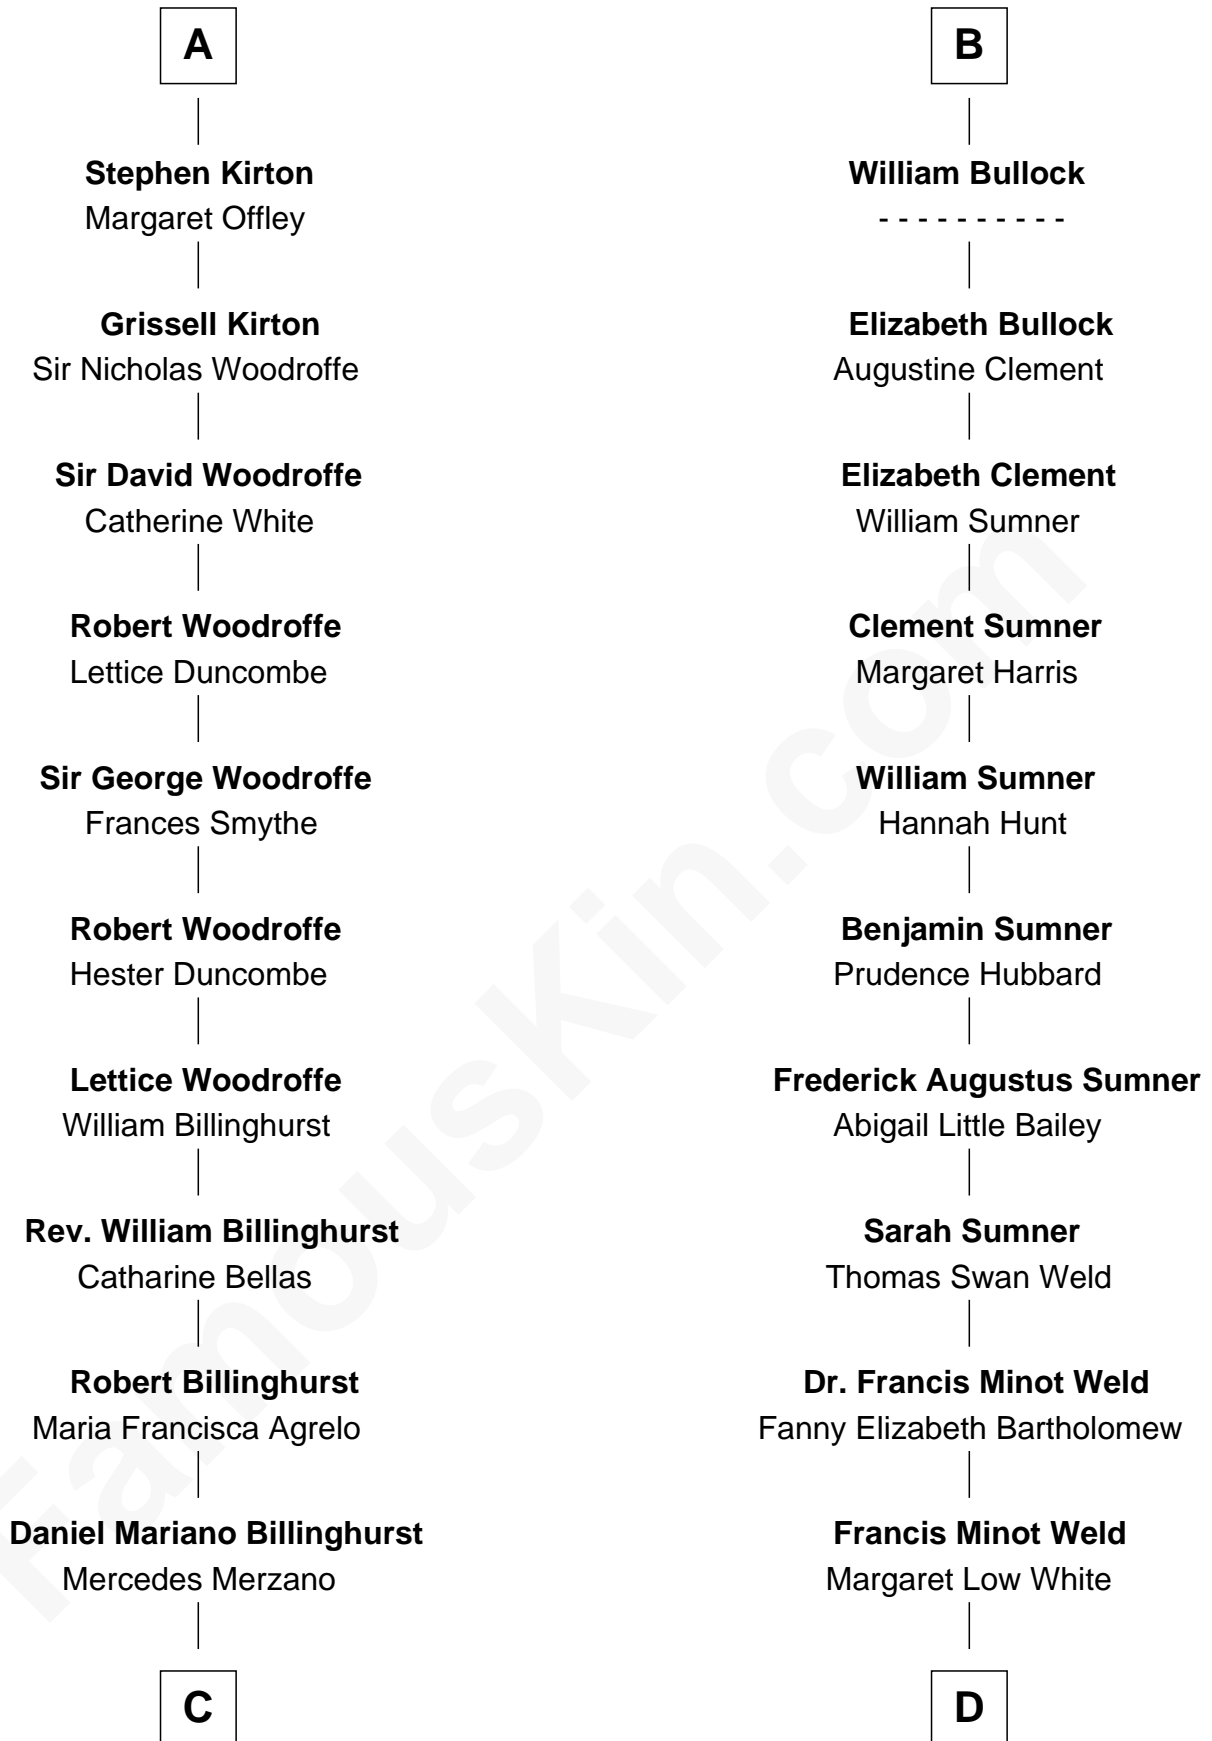 A
Stephen Kirton
Margaret Offley
Grissell Kirton
Sir Nicholas Woodroffe
Sir David Woodroffe
Catherine White
Robert Woodroffe
Lettice Duncombe
Sir George Woodroffe
Frances Smythe
Robert Woodroffe
Hester Duncombe
Lettice Woodroffe
William Billinghurst
Rev. William Billinghurst
Catharine Bellas
Robert Billinghurst
Maria Francisca Agrelo
Daniel Mariano Billinghurst
Mercedes Merzano
C
B
William Bullock
- - - - - - - - - -
Elizabeth Bullock
Augustine Clement
Elizabeth Clement
William Sumner
Clement Sumner
Margaret Harris
William Sumner
Hannah Hunt
Benjamin Sumner
Prudence Hubbard
Frederick Augustus Sumner
Abigail Little Bailey
Sarah Sumner
Thomas Swan Weld
Dr. Francis Minot Weld
Fanny Elizabeth Bartholomew
Francis Minot Weld
Margaret Low White
D
FamousKin.com